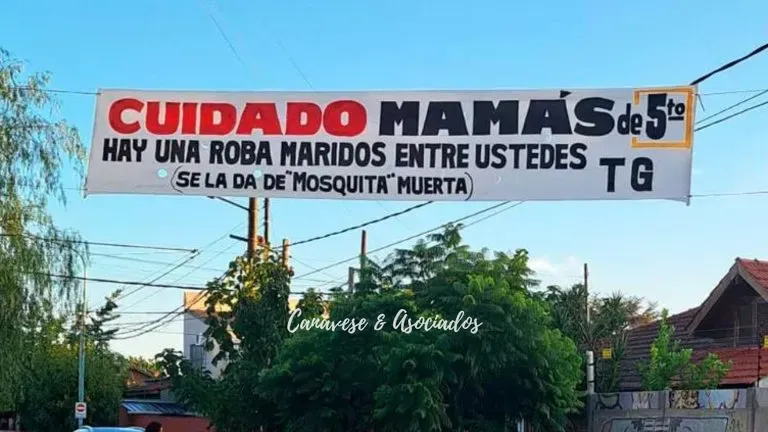 CUIDADO MAMÁS de 5to
HAY UNA ROBA MARIDOS ENTRE USTEDES
(SE LA DA DE "MOSQUITA" MUERTA)
TG
Canavese & Asociados